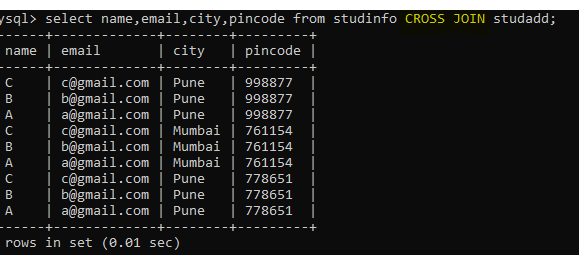 ysql> select name,email,city,pincode from studinfo CROSS JOIN studadd;
------+-------------+--------+---------+
name | email | city | pincode |
------+-------------+--------+---------+
C | c@gmail.com | Pune | 998877 |
B | b@gmail.com | Pune | 998877 |
A | a@gmail.com | Pune | 998877 |
C | c@gmail.com | Mumbai | 761154 |
B | b@gmail.com | Mumbai | 761154 |
A | a@gmail.com | Mumbai | 761154 |
C | c@gmail.com | Pune | 778651 |
B | b@gmail.com | Pune | 778651 |
A | a@gmail.com | Pune | 778651 |
------+-------------+--------+---------+
rows in set (0.01 sec)